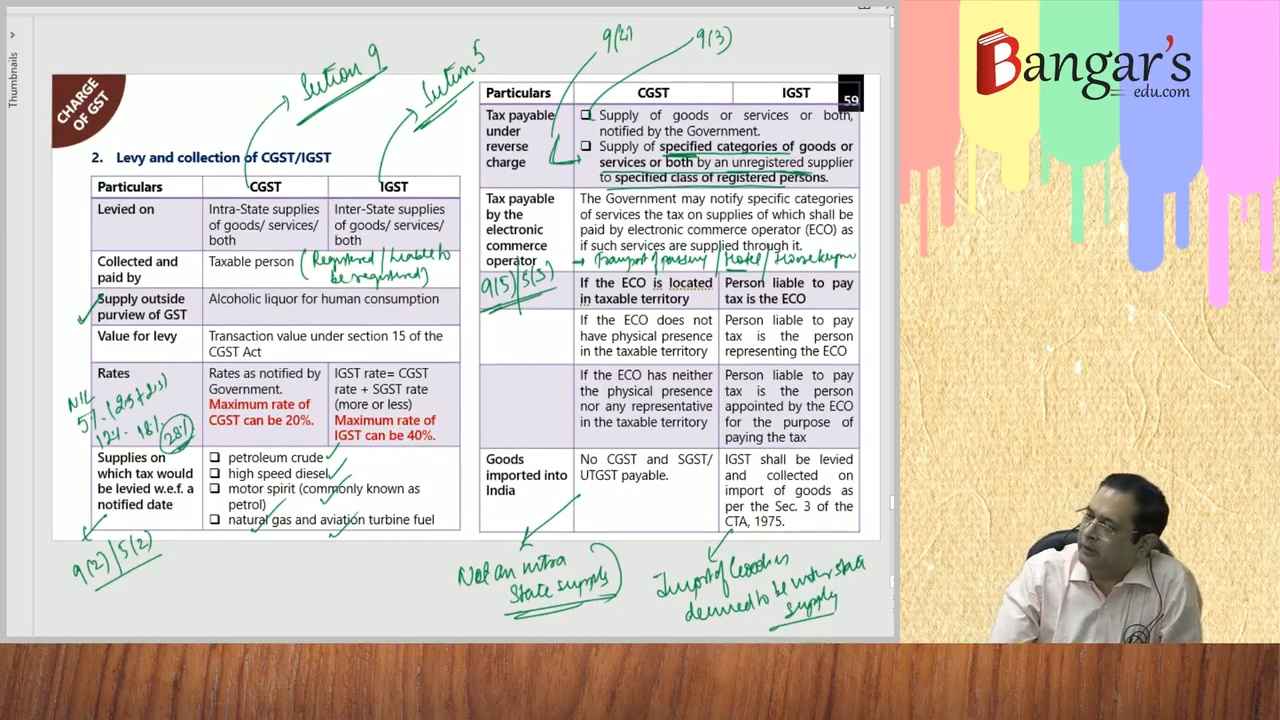 Thumbnails
CHARGE
OF GST
Section 9
Section 5
2. Levy and collection of CGST/IGST
Particulars CGST IGST
Levied on
Intra-State supplies
of goods/ services/
both
Inter-State supplies
of goods/ services/
both
Collected and
paid by
Taxable person
(Registered / Liable to
be registered)
Supply outside
purview of GST
Alcoholic liquor for human consumption
Value for levy
Transaction value under section 15 of the
CGST Act
Rates
NIL
5%
12% 18%
28%
Rates as notified by
Government.
Maximum rate of
CGST can be 20%.
IGST rate= CGST
rate + SGST rate
(more or less)
Maximum rate of
IGST can be 40%.
Supplies on
which tax would
be levied w.e.f. a
notified date
❑ petroleum crude
❑ high speed diesel
❑ motor spirit (commonly known as
petrol)
❑ natural gas and aviation turbine fuel
9(2) / 5(2)
9(4)
9(3)
59
Particulars CGST IGST
Tax payable
under
reverse
charge
❑ Supply of goods or services or both,
notified by the Government.
❑ Supply of specified categories of goods or
services or both by an unregistered supplier
to specified class of registered persons.
Tax payable
by the
electronic
commerce
operator
9(5) / 5(5)
The Government may notify specific categories
of services the tax on supplies of which shall be
paid by electronic commerce operator (ECO) as
if such services are supplied through it.
→ Transport of / Hotel /
If the ECO is located
in taxable territory
Person liable to pay
tax is the ECO
If the ECO does not
have physical presence
in the taxable territory
Person liable to pay
tax is the person
representing the ECO
If the ECO has neither
the physical presence
nor any representative
in the taxable territory
Person liable to pay
tax is the person
appointed by the ECO
for the purpose of
paying the tax
Goods
imported into
India
No CGST and SGST/
UTGST payable.
IGST shall be levied
and collected on
import of goods as
per the Sec. 3 of the
CTA, 1975.
Not an intra
State supply
Import of Goods is
deemed to be inter state
supply
Bangar's
edu.com